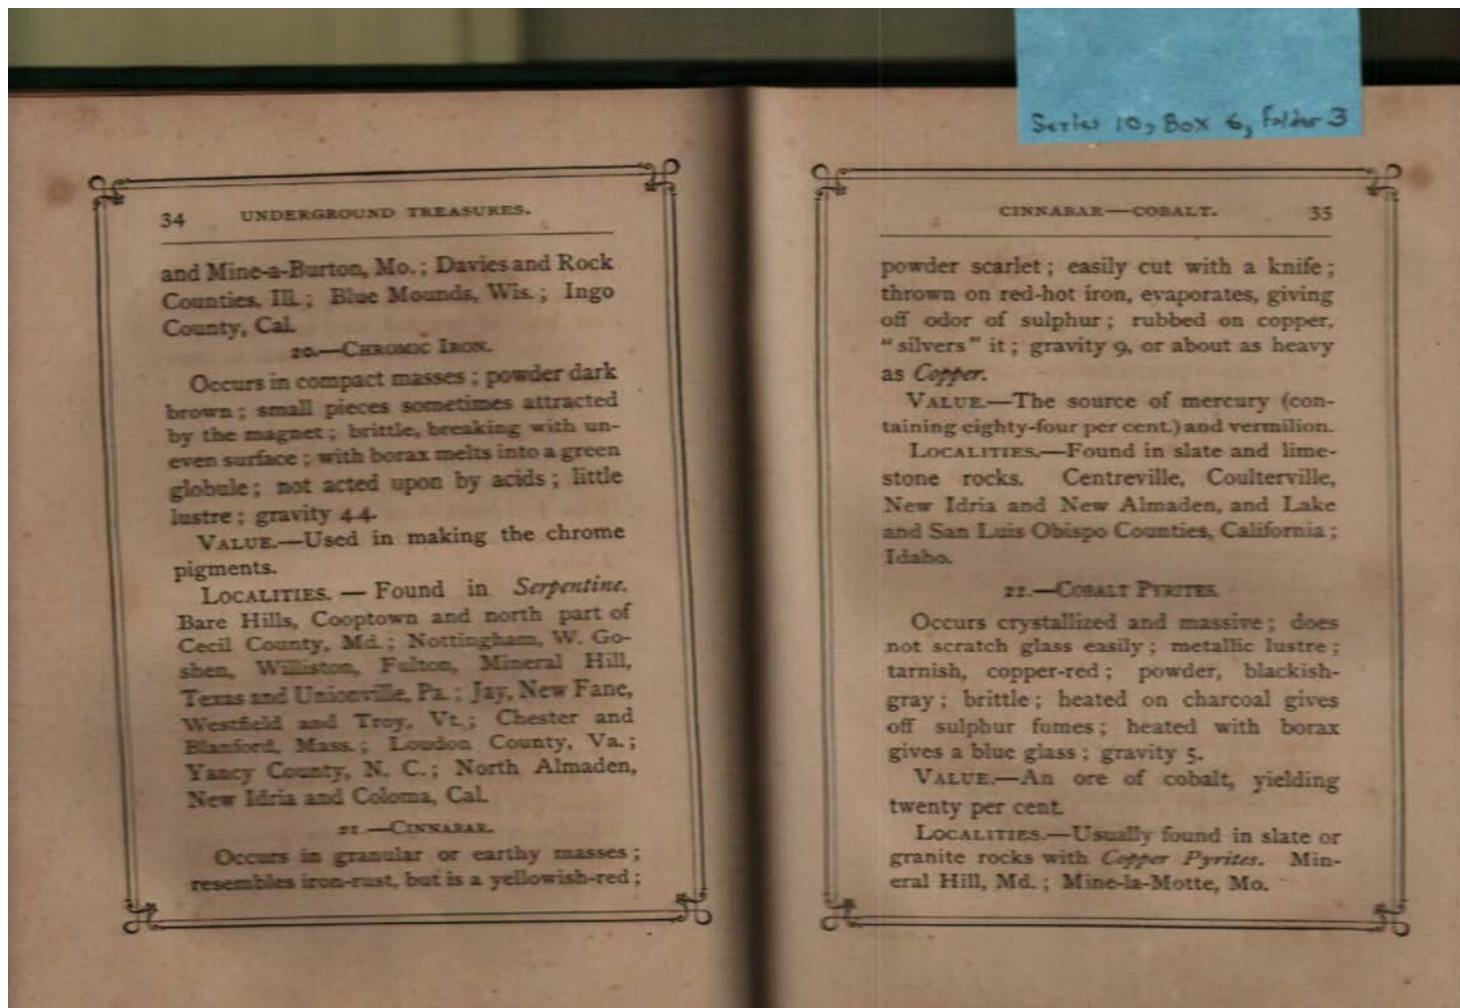 Series 10, Box 6, Folder 3
34 UNDERGROUND TREASURES.
and Mine-a-Burton, Mo.; Davies and Rock
Counties, Ill.; Blue Mounds, Wis.; Ingo
County, Cal.
20.—CHROMIC IRON.
Occurs in compact masses; powder dark
brown; small pieces sometimes attracted
by the magnet; brittle, breaking with un-
even surface; with borax melts into a green
globule; not acted upon by acids; little
lustre; gravity 4.4.
VALUE.—Used in making the chrome
pigments.
LOCALITIES.—Found in Serpentine.
Bare Hills, Cooptown and north part of
Cecil County, Md.; Nottingham, W. Go-
shen, Williston, Fulton, Mineral Hill,
Texas and Unionville, Pa.; Jay, New Fane,
Westfield and Troy, Vt.; Chester and
Blanford, Mass.; Loudon County, Va.;
Yancy County, N. C.; North Almaden,
New Idria and Coloma, Cal.
21.—CINNABAR.
Occurs in granular or earthy masses;
resembles iron-rust, but is a yellowish-red;
CINNABAR—COBALT. 35
powder scarlet; easily cut with a knife;
thrown on red-hot iron, evaporates, giving
off odor of sulphur; rubbed on copper,
"silvers" it; gravity 9, or about as heavy
as Copper.
VALUE.—The source of mercury (con-
taining eighty-four per cent.) and vermilion.
LOCALITIES.—Found in slate and lime-
stone rocks. Centreville, Coulterville,
New Idria and New Almaden, and Lake
and San Luis Obispo Counties, California;
Idaho.
22.—COBALT PYRITES.
Occurs crystallized and massive; does
not scratch glass easily; metallic lustre;
tarnish, copper-red; powder, blackish-
gray; brittle; heated on charcoal gives
off sulphur fumes; heated with borax
gives a blue glass; gravity 5.
VALUE.—An ore of cobalt, yielding
twenty per cent.
LOCALITIES.—Usually found in slate or
granite rocks with Copper Pyrites. Min-
eral Hill, Md.; Mine-la-Motte, Mo.